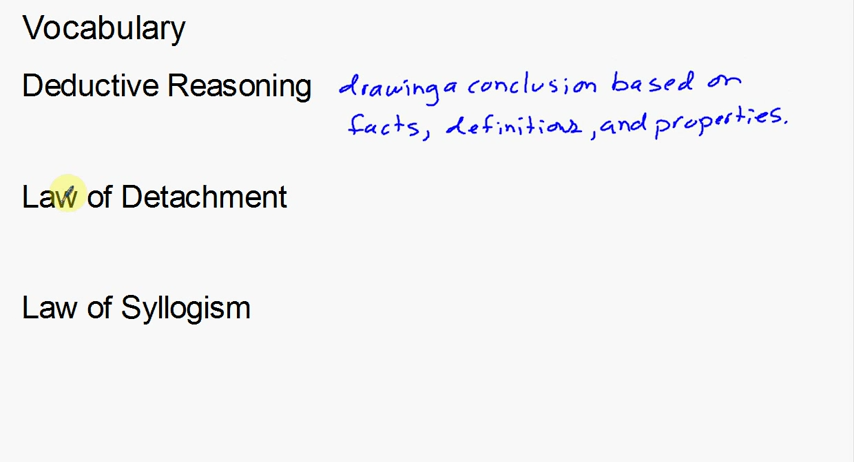 Vocabulary
Deductive Reasoning drawing a conclusion based on
facts, definitions, and properties.
Law of Detachment
Law of Syllogism